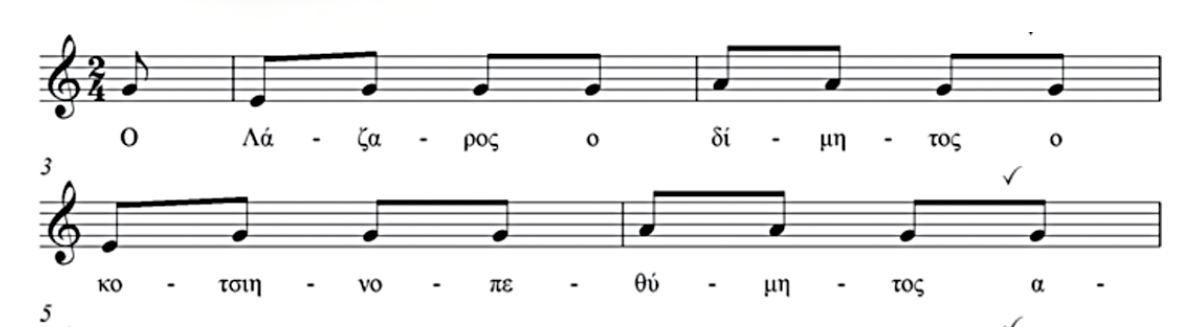 Ο Λά - ζα - ρος ο δί - μη - τος ο
3
κο - τσιη - νο - πε - θύ - μη - τος α -
5